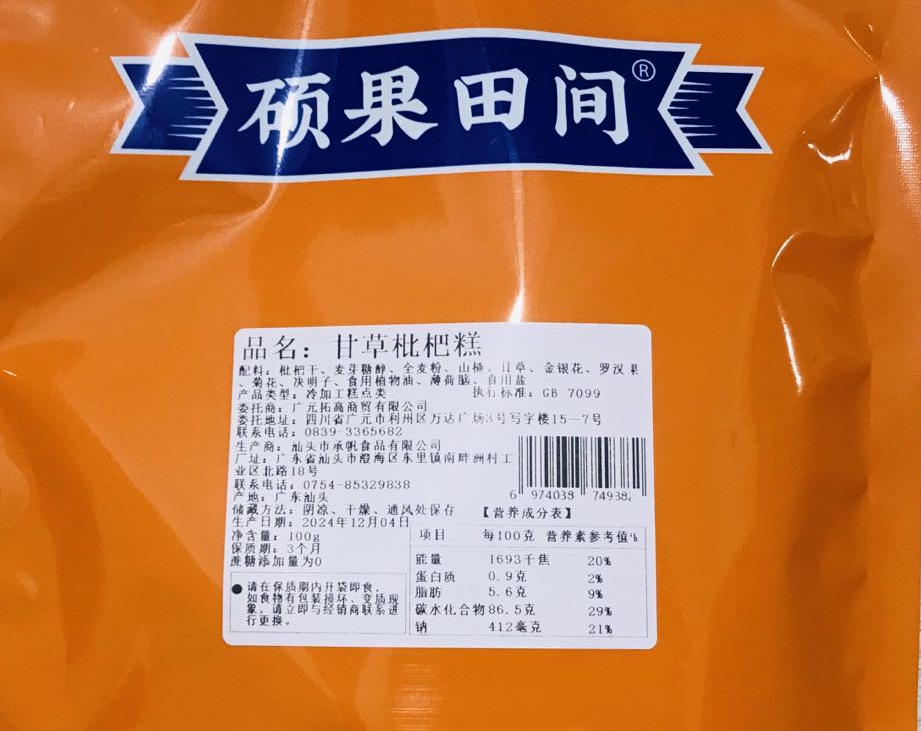 硕果田间®
品名：甘草枇杷糕
配料：枇杷干、麦芽糖醇、全麦粉、山楂、甘草、金银花、罗汉果
、菊花、决明子、食用植物油、薄荷脑、食用盐
产品类型：冷加工糕点类 执行标准：GB 7099
委托商：广元拓高商贸有限公司
委托地址：四川省广元市利州区万达广场3号写字楼15—7号
联系电话：0839-3365682
生产商：汕头市承帆食品有限公司
厂址：广东省汕头市澄海区东里镇南畔洲村工
业区北路18号
联系电话：0754-85329838
产地：广东汕头
储藏方法：阴凉、干燥、通风处保存
生产日期：2024年12月04日
净含量：100g
保质期：3个月
蔗糖添加量为0
●请在保质期内开袋即食，
如食物有包装损坏、变质现
象，请立即与经销商联系进
行更换。
6 974038 749382
【营养成分表】
项目 每100克 营养素参考值%
能量 1693千焦 20%
蛋白质 0.9克 2%
脂肪 5.6克 9%
碳水化合物 86.5克 29%
钠 412毫克 21%